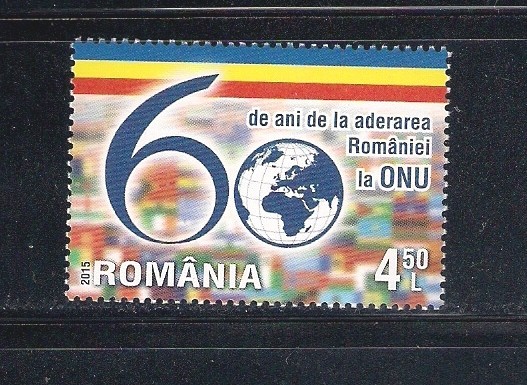 60
de ani de la aderarea
României
la ONU
2015
ROMÂNIA
4 50 L